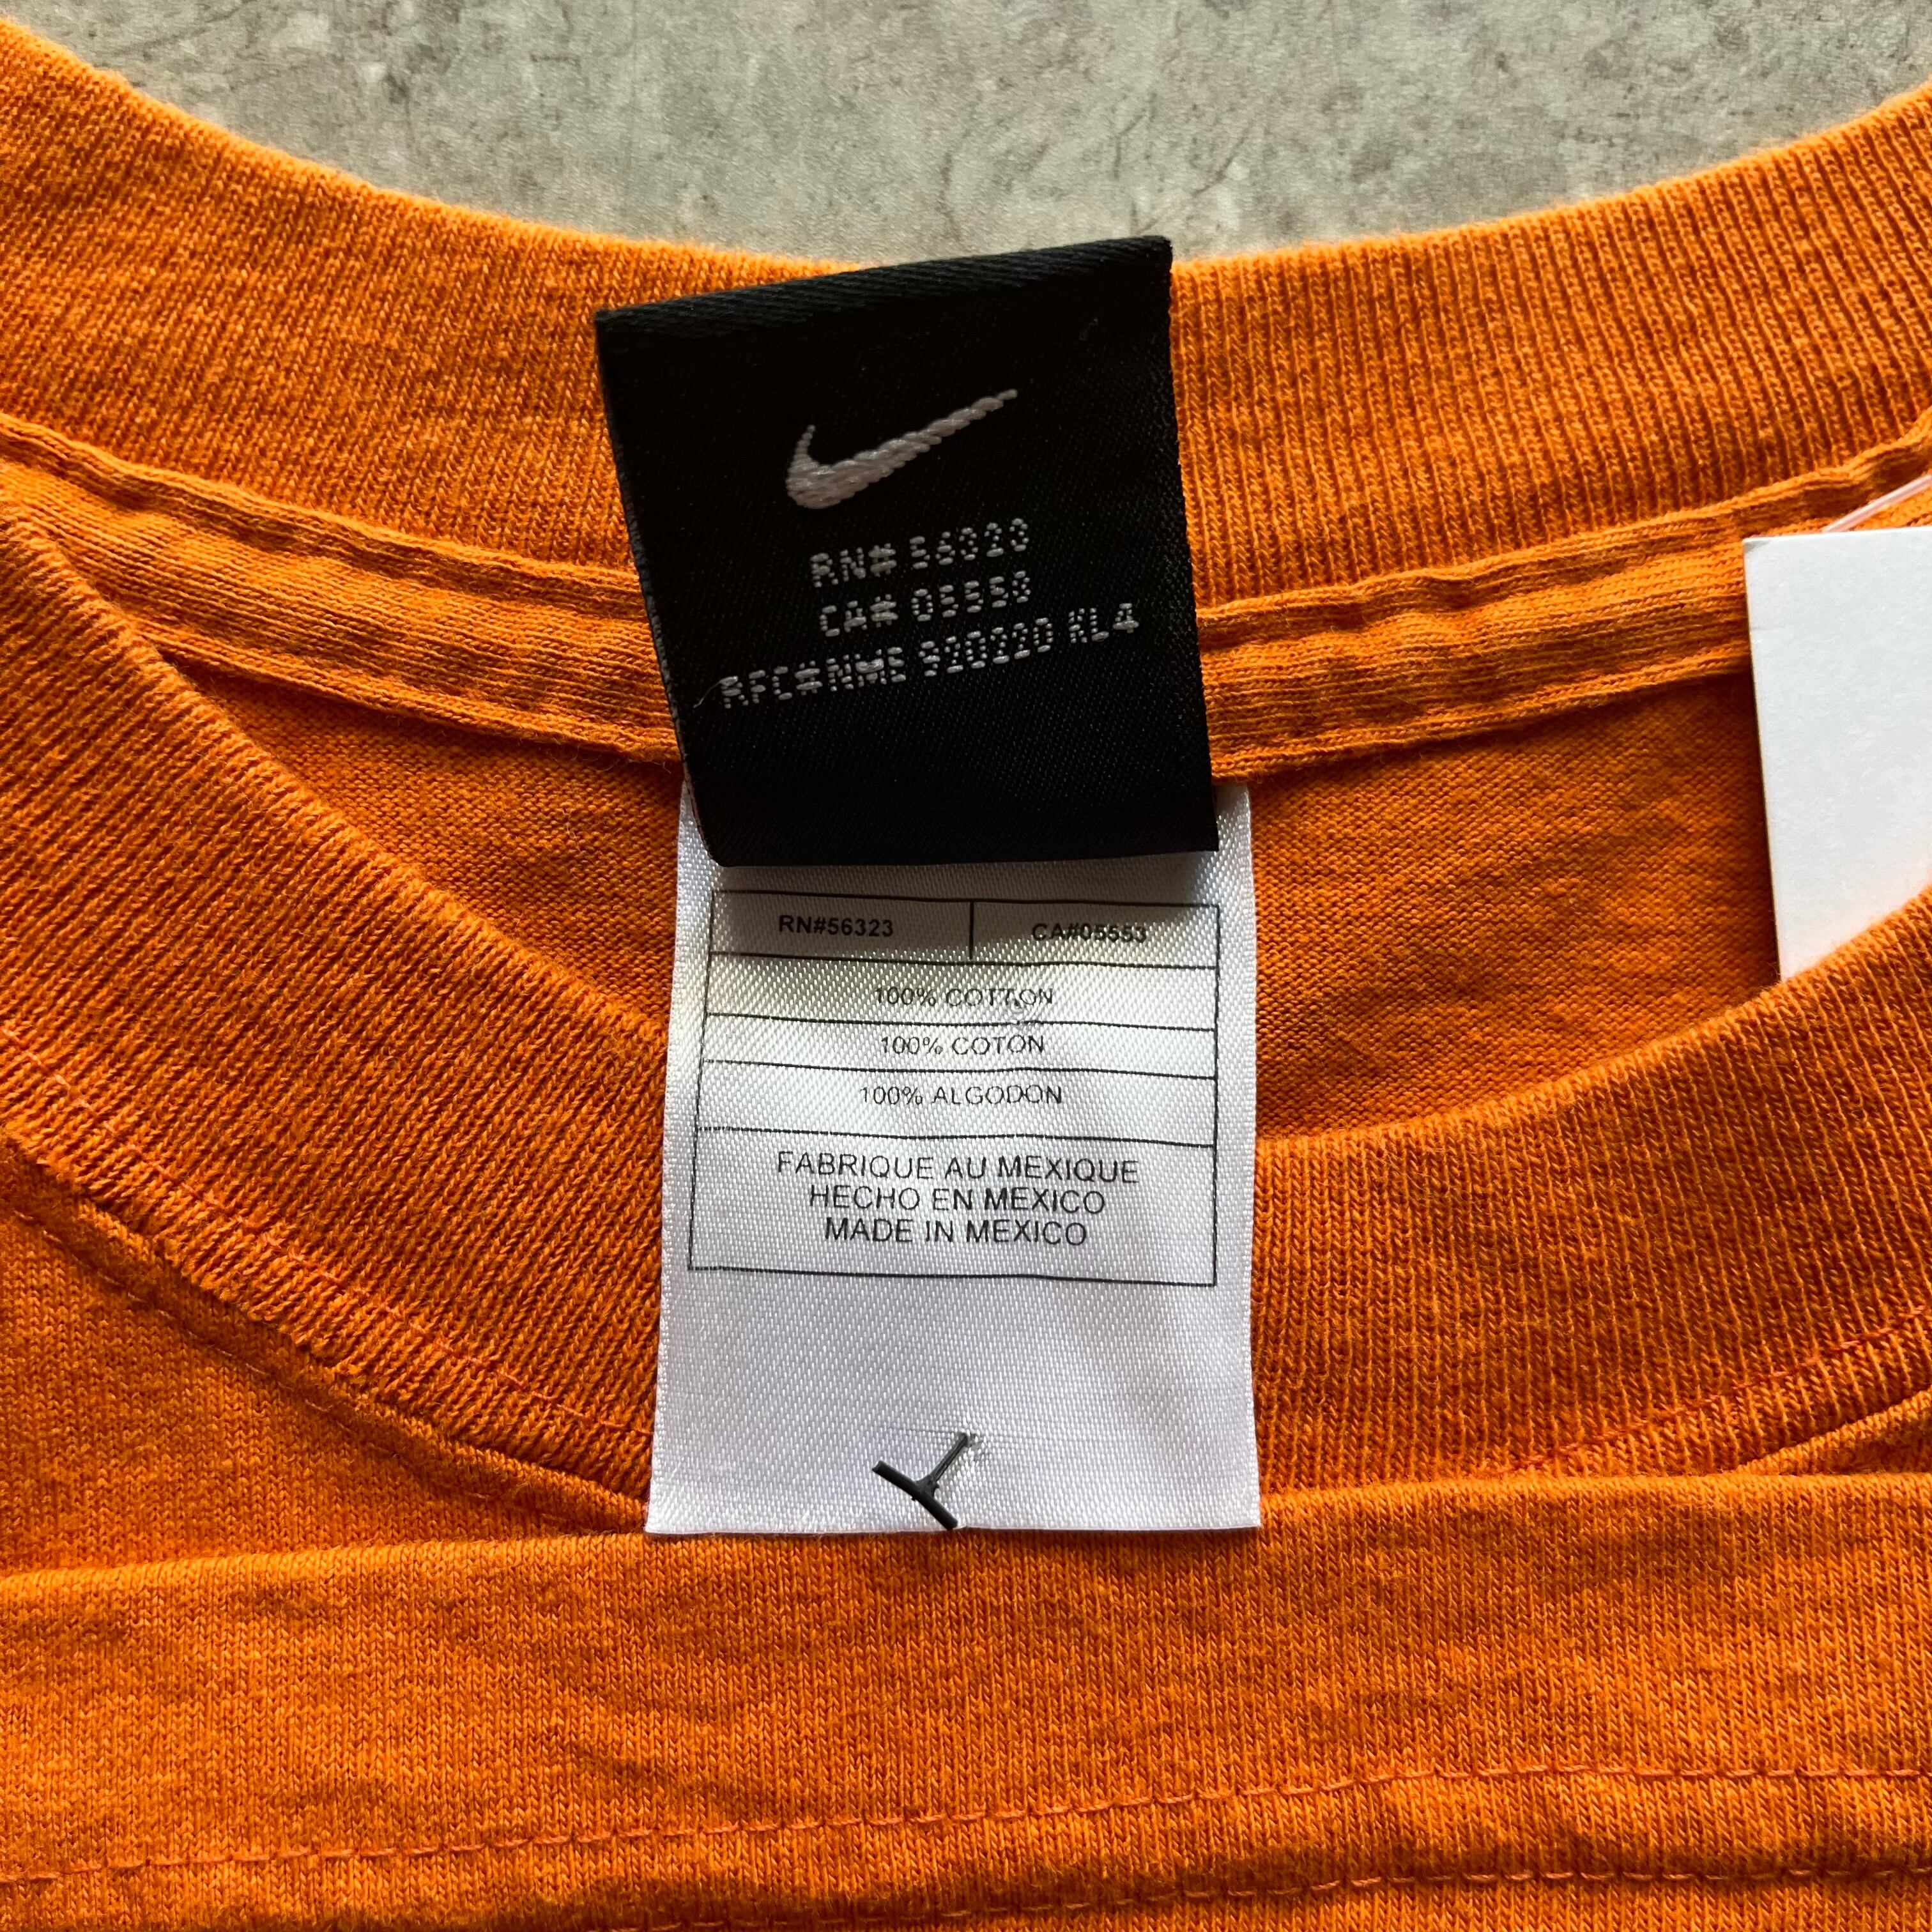 RN# 56323
CA# 05553
RFC#NME 920220 KL4
RN#56323 CA#05553
100% COTTON
100% COTON
100% ALGODON
FABRIQUE AU MEXIQUE
HECHO EN MEXICO
MADE IN MEXICO